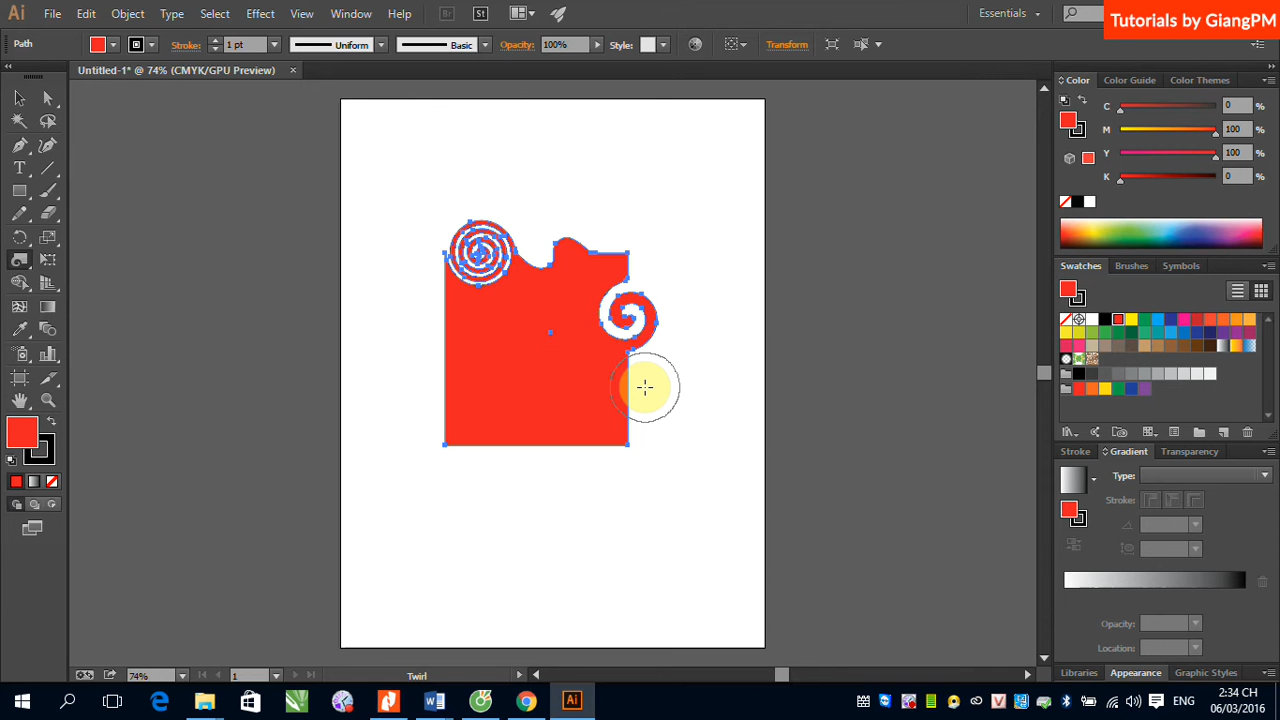 Ai File Edit Object Type Select Effect View Window Help Br St Essentials
Tutorials by GiangPM
Path Stroke: 1 pt Uniform Basic Opacity: 100% Style: Transform
Untitled-1* @ 74% (CMYK/GPU Preview) ×
Color Color Guide Color Themes
C 0 %
M 100 %
Y 100 %
K 0 %
Swatches Brushes Symbols
Stroke Gradient Transparency
Type:
Stroke:
Opacity:
Location:
Libraries Appearance Graphic Styles
74% 1 Twirl
Ai ENG 2:34 CH
06/03/2016